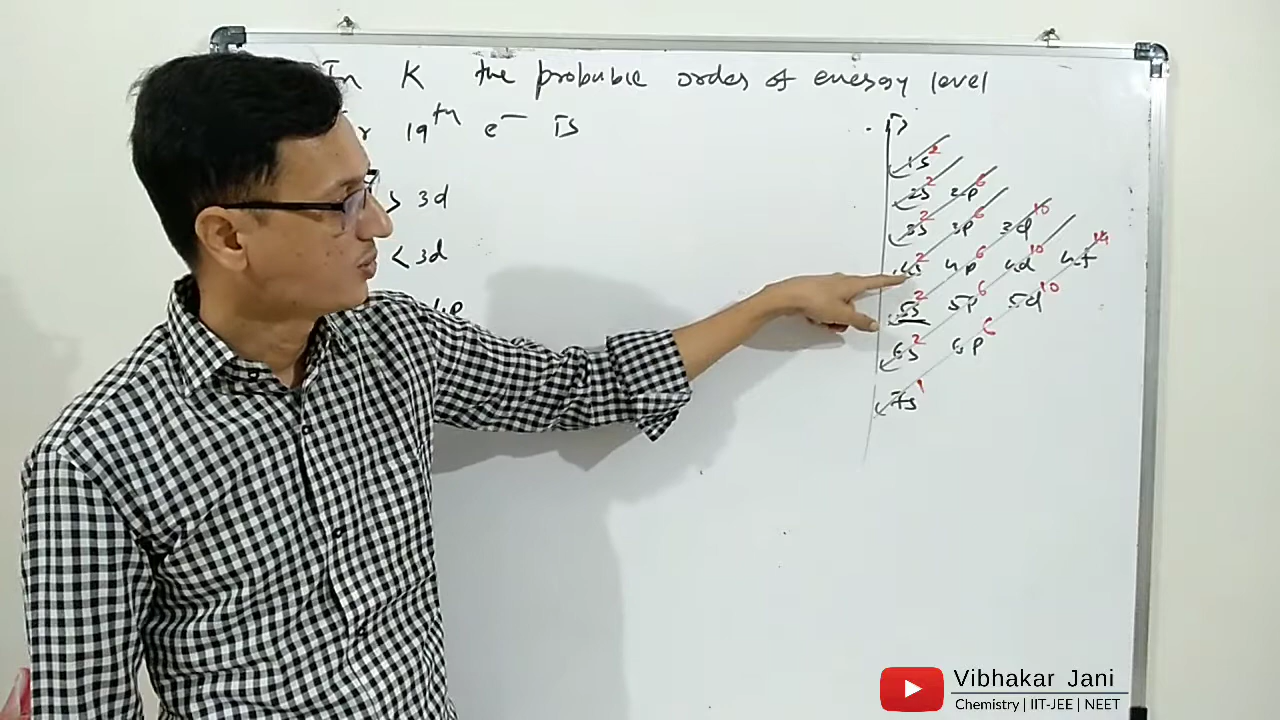 In K the probable order of energy level
19th e- is
> 3d
< 3d
4p
1s2
2s2 2p6
3s2 3p6 3d10
4s2 4p6 4d10 4f14
5s2 5p6 5d10
6s2 6p6
7s1
Vibhakar Jani
Chemistry | IIT-JEE | NEET